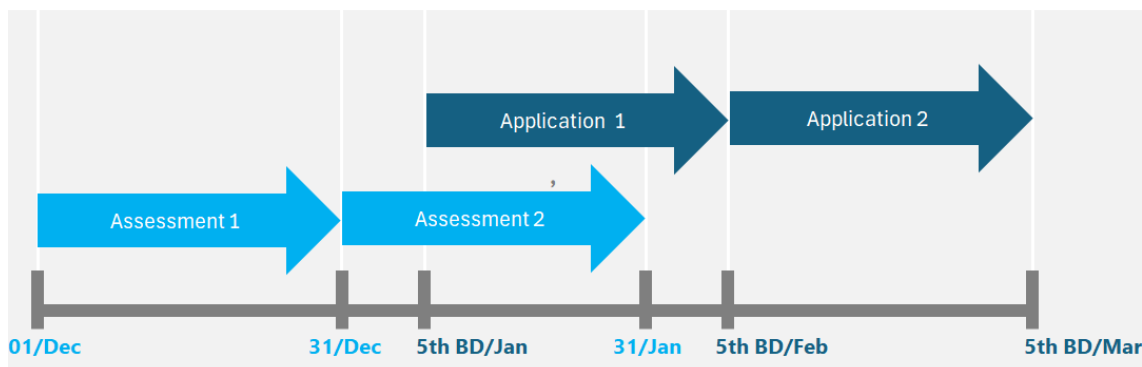 Application 1
Application 2
,
Assessment 1
Assessment 2
01/Dec
31/Dec
5th BD/Jan
31/Jan
5th BD/Feb
5th BD/Mar